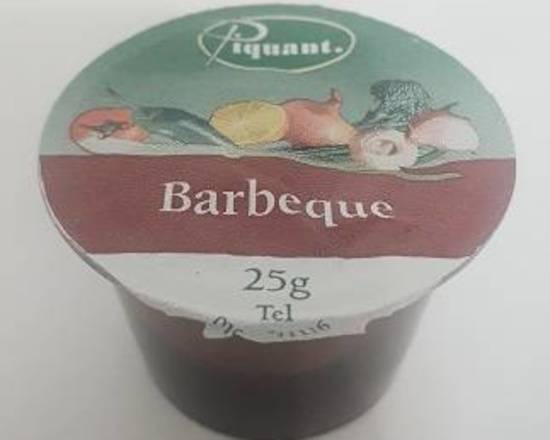 Piquant.
Barbeque
25g
Tel